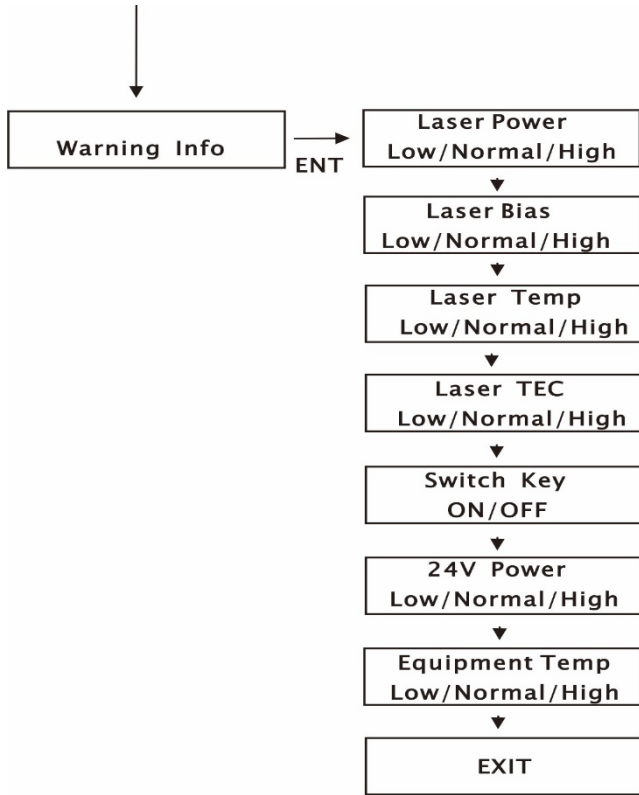 Warning Info
ENT
Laser Power
Low/Normal/High
Laser Bias
Low/Normal/High
Laser Temp
Low/Normal/High
Laser TEC
Low/Normal/High
Switch Key
ON/OFF
24V Power
Low/Normal/High
Equipment Temp
Low/Normal/High
EXIT